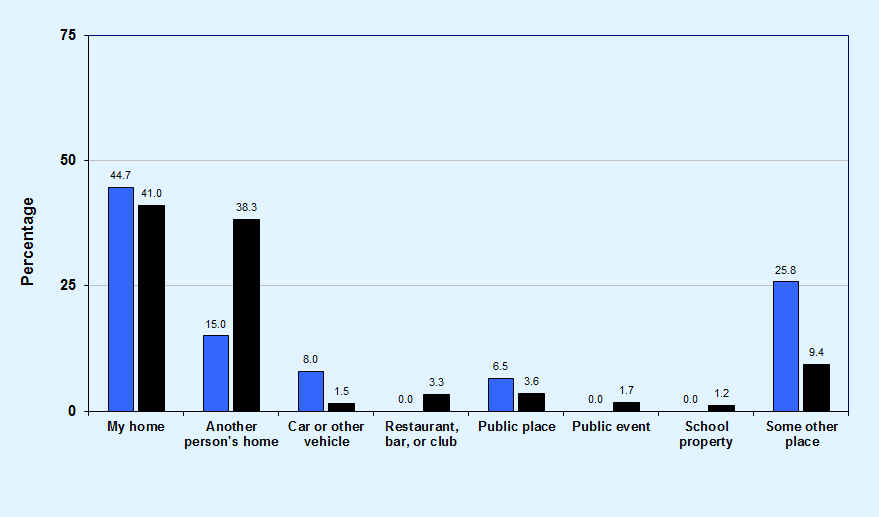 75
50
25
0
Percentage
44.7
41.0
15.0
38.3
8.0
1.5
0.0
3.3
6.5
3.6
0.0
1.7
0.0
1.2
25.8
9.4
My home
Another
person's home
Car or other
vehicle
Restaurant,
bar, or club
Public place
Public event
School
property
Some other
place